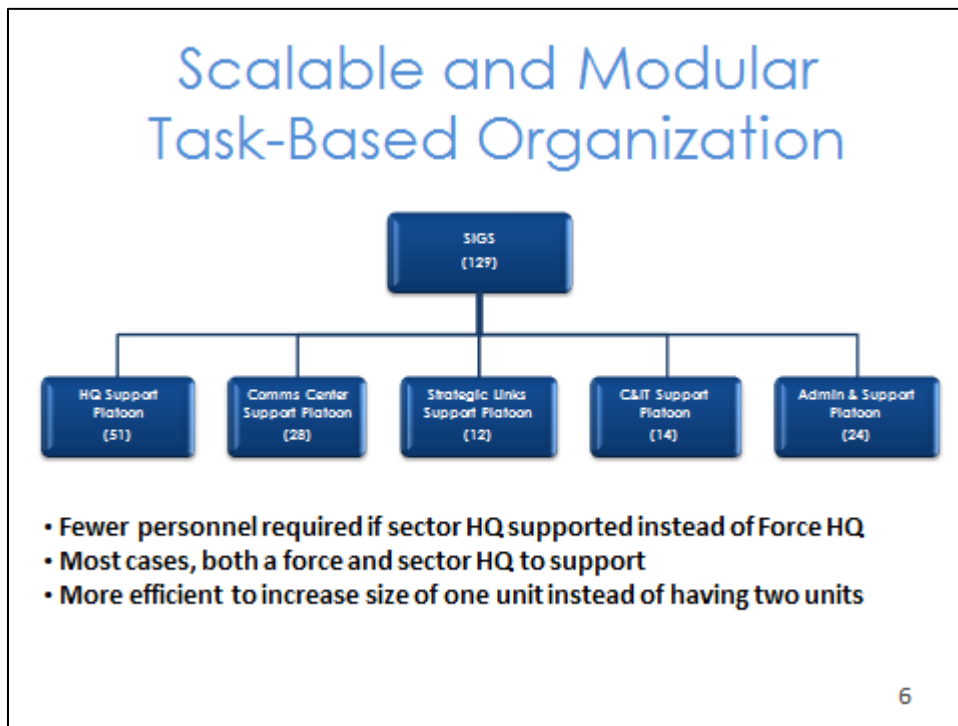 Scalable and Modular
Task-Based Organization
SIGS
(129)
HQ Support
Platoon
(51)
Comms Center
Support Platoon
(28)
Strategic Links
Support Platoon
(12)
C&IT Support
Platoon
(14)
Admin & Support
Platoon
(24)
• Fewer personnel required if sector HQ supported instead of Force HQ
• Most cases, both a force and sector HQ to support
• More efficient to increase size of one unit instead of having two units
6